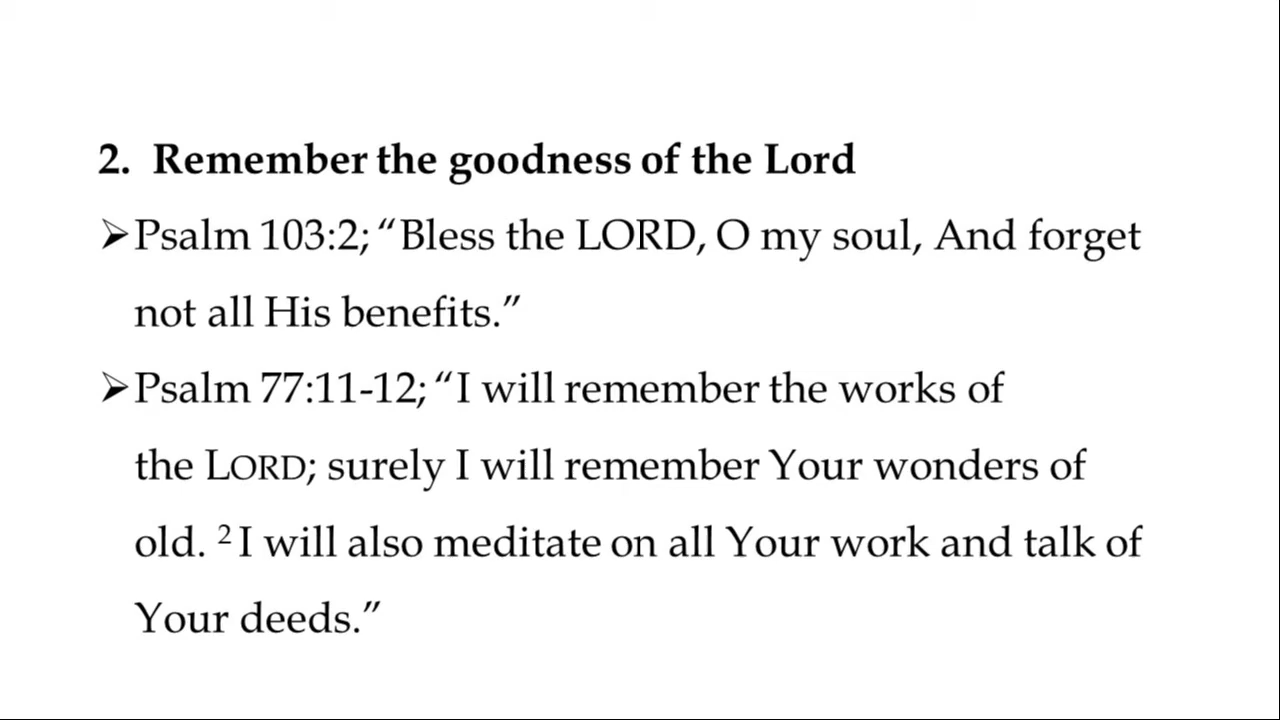 2. Remember the goodness of the Lord
➢Psalm 103:2; “Bless the LORD, O my soul, And forget
not all His benefits.”
➢Psalm 77:11-12; “I will remember the works of
the LORD; surely I will remember Your wonders of
old. ²I will also meditate on all Your work and talk of
Your deeds.”